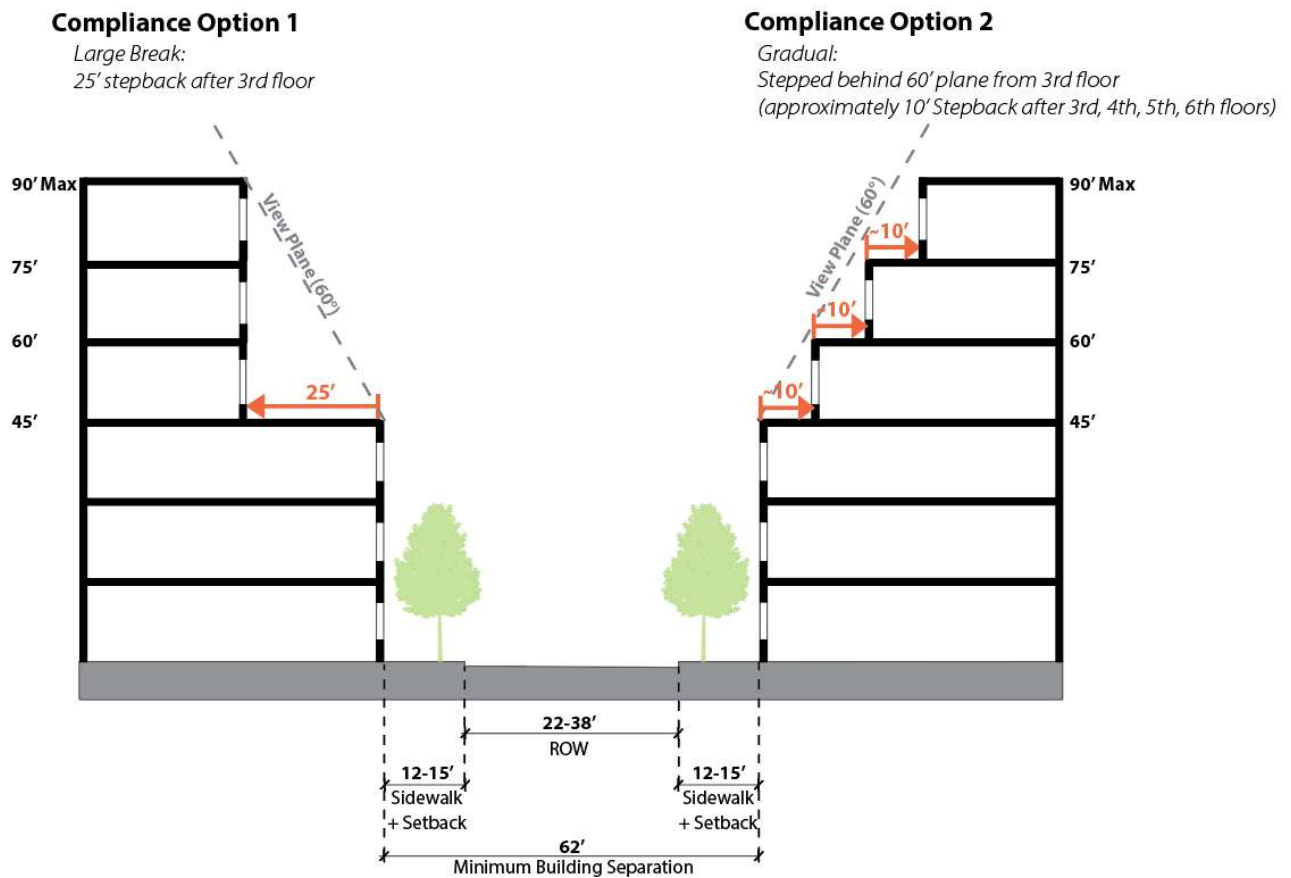 Compliance Option 1
Large Break:
25' stepback after 3rd floor
Compliance Option 2
Gradual:
Stepped behind 60' plane from 3rd floor
(approximately 10' Stepback after 3rd, 4th, 5th, 6th floors)
90' Max
75'
60'
45'
View Plane (60°)
25'
View Plane (60°)
~10'
~10'
~10'
90' Max
75'
60'
45'
22-38'
ROW
12-15'
Sidewalk
+ Setback
12-15'
Sidewalk
+ Setback
62'
Minimum Building Separation